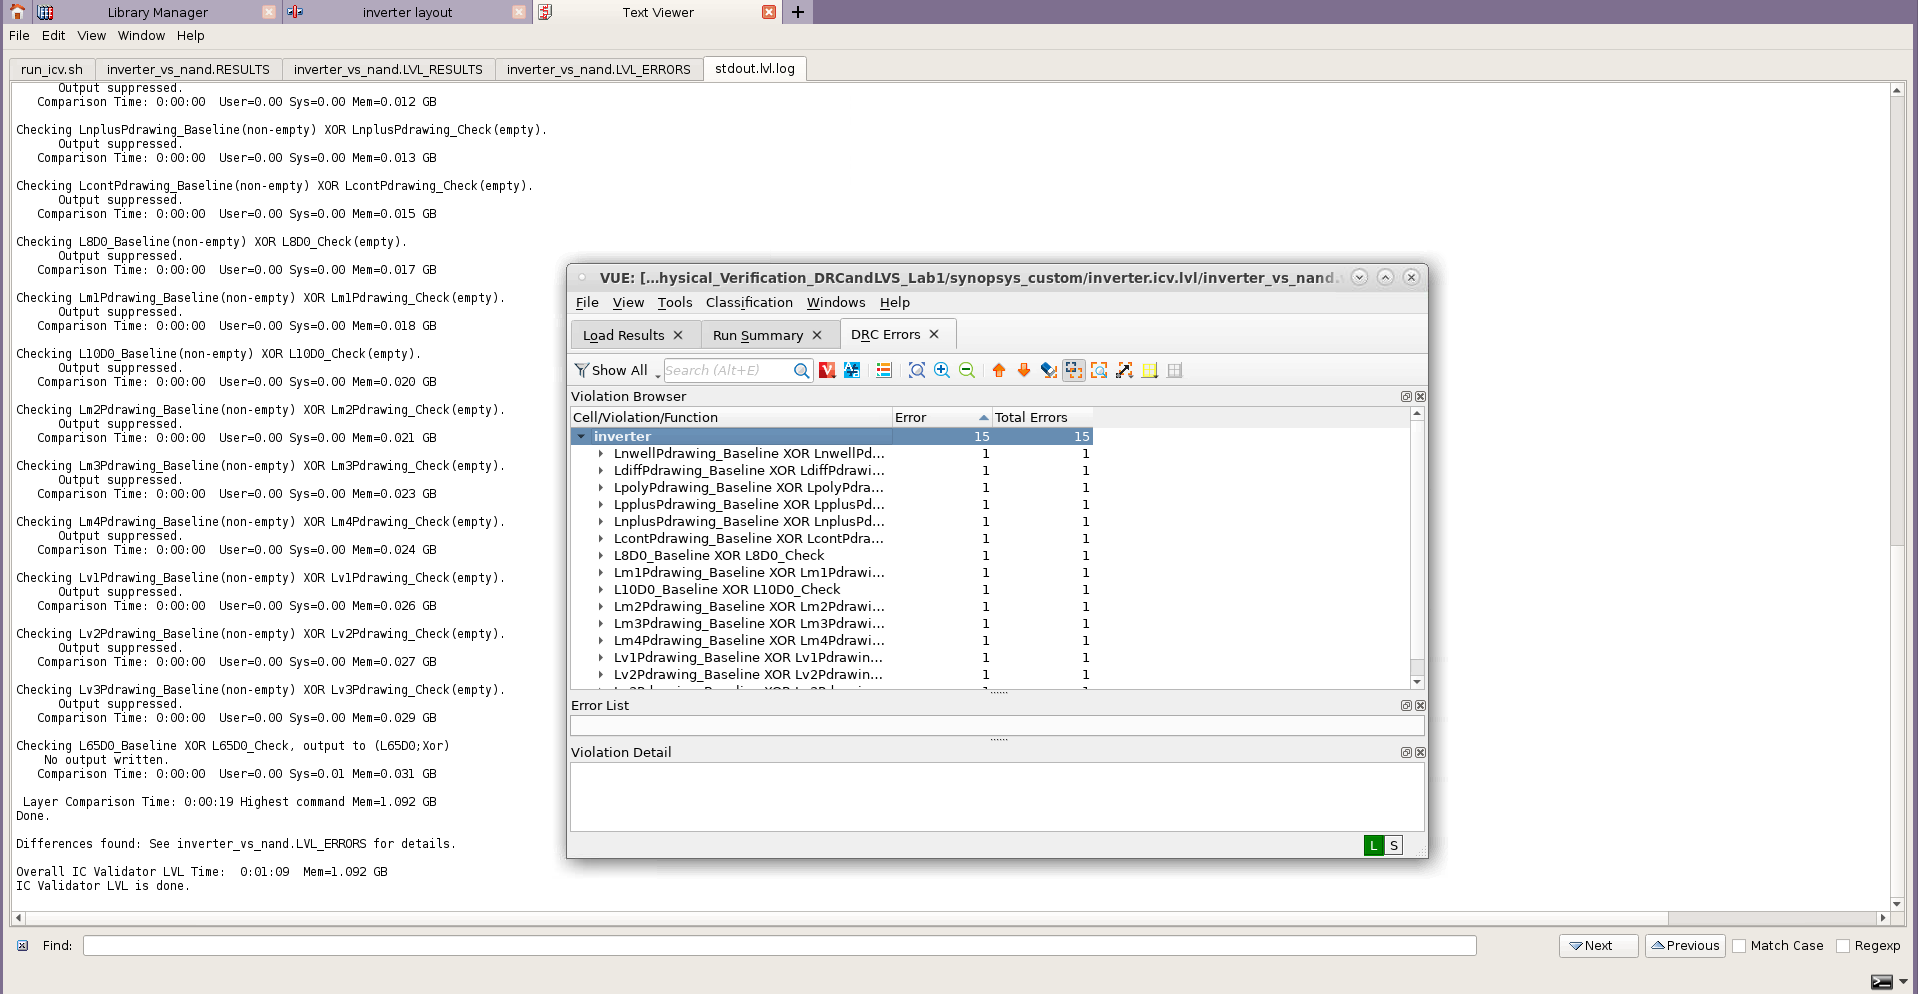 Library Manager
inverter layout
Text Viewer
File Edit View Window Help
run_icv.sh
inverter_vs_nand.RESULTS
inverter_vs_nand.LVL_RESULTS
inverter_vs_nand.LVL_ERRORS
stdout.lvl.log
Output suppressed.
Comparison Time: 0:00:00 User=0.00 Sys=0.00 Mem=0.012 GB
Checking LnplusPdrawing_Baseline(non-empty) XOR LnplusPdrawing_Check(empty).
Output suppressed.
Comparison Time: 0:00:00 User=0.00 Sys=0.00 Mem=0.013 GB
Checking LcontPdrawing_Baseline(non-empty) XOR LcontPdrawing_Check(empty).
Output suppressed.
Comparison Time: 0:00:00 User=0.00 Sys=0.00 Mem=0.015 GB
Checking L8D0_Baseline(non-empty) XOR L8D0_Check(empty).
Output suppressed.
Comparison Time: 0:00:00 User=0.00 Sys=0.00 Mem=0.017 GB
Checking Lm1Pdrawing_Baseline(non-empty) XOR Lm1Pdrawing_Check(empty).
Output suppressed.
Comparison Time: 0:00:00 User=0.00 Sys=0.00 Mem=0.018 GB
Checking L10D0_Baseline(non-empty) XOR L10D0_Check(empty).
Output suppressed.
Comparison Time: 0:00:00 User=0.00 Sys=0.00 Mem=0.020 GB
Checking Lm2Pdrawing_Baseline(non-empty) XOR Lm2Pdrawing_Check(empty).
Output suppressed.
Comparison Time: 0:00:00 User=0.00 Sys=0.00 Mem=0.021 GB
Checking Lm3Pdrawing_Baseline(non-empty) XOR Lm3Pdrawing_Check(empty).
Output suppressed.
Comparison Time: 0:00:00 User=0.00 Sys=0.00 Mem=0.023 GB
Checking Lm4Pdrawing_Baseline(non-empty) XOR Lm4Pdrawing_Check(empty).
Output suppressed.
Comparison Time: 0:00:00 User=0.00 Sys=0.00 Mem=0.024 GB
Checking Lv1Pdrawing_Baseline(non-empty) XOR Lv1Pdrawing_Check(empty).
Output suppressed.
Comparison Time: 0:00:00 User=0.00 Sys=0.00 Mem=0.026 GB
Checking Lv2Pdrawing_Baseline(non-empty) XOR Lv2Pdrawing_Check(empty).
Output suppressed.
Comparison Time: 0:00:00 User=0.00 Sys=0.00 Mem=0.027 GB
Checking Lv3Pdrawing_Baseline(non-empty) XOR Lv3Pdrawing_Check(empty).
Output suppressed.
Comparison Time: 0:00:00 User=0.00 Sys=0.00 Mem=0.029 GB
Checking L65D0_Baseline XOR L65D0_Check, output to (L65D0;Xor)
No output written.
Comparison Time: 0:00:00 User=0.00 Sys=0.01 Mem=0.031 GB
Layer Comparison Time: 0:00:19 Highest command Mem=1.092 GB
Done.
Differences found: See inverter_vs_nand.LVL_ERRORS for details.
Overall IC Validator LVL Time: 0:01:09 Mem=1.092 GB
IC Validator LVL is done.
VUE: [...hysical_Verification_DRCandLVS_Lab1/synopsys_custom/inverter.icv.lvl/inverter_vs_nand.
File View Tools Classification Windows Help
Load Results
Run Summary
DRC Errors
Show All
Search (Alt+E)
Violation Browser
Cell/Violation/Function Error Total Errors
inverter 15 15
LnwellPdrawing_Baseline XOR LnwellPd... 1 1
LdiffPdrawing_Baseline XOR LdiffPdrawi... 1 1
LpolyPdrawing_Baseline XOR LpolyPdra... 1 1
LpplusPdrawing_Baseline XOR LpplusPd... 1 1
LnplusPdrawing_Baseline XOR LnplusPd... 1 1
LcontPdrawing_Baseline XOR LcontPdra... 1 1
L8D0_Baseline XOR L8D0_Check 1 1
Lm1Pdrawing_Baseline XOR Lm1Pdrawi... 1 1
L10D0_Baseline XOR L10D0_Check 1 1
Lm2Pdrawing_Baseline XOR Lm2Pdrawi... 1 1
Lm3Pdrawing_Baseline XOR Lm3Pdrawi... 1 1
Lm4Pdrawing_Baseline XOR Lm4Pdrawi... 1 1
Lv1Pdrawing_Baseline XOR Lv1Pdrawin... 1 1
Lv2Pdrawing_Baseline XOR Lv2Pdrawin... 1 1
Error List
Violation Detail
L S
Find:
Next
Previous
Match Case
Regexp